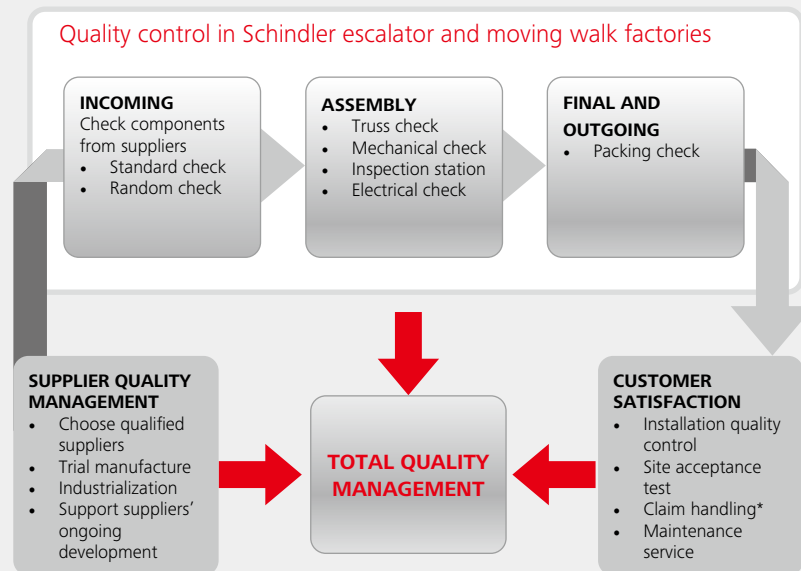 Quality control in Schindler escalator and moving walk factories
INCOMING
Check components
from suppliers
• Standard check
• Random check
ASSEMBLY
• Truss check
• Mechanical check
• Inspection station
• Electrical check
FINAL AND
OUTGOING
• Packing check
SUPPLIER QUALITY
MANAGEMENT
• Choose qualified
suppliers
• Trial manufacture
• Industrialization
• Support suppliers’
ongoing
development
TOTAL QUALITY
MANAGEMENT
CUSTOMER
SATISFACTION
• Installation quality
control
• Site acceptance
test
• Claim handling*
• Maintenance
service